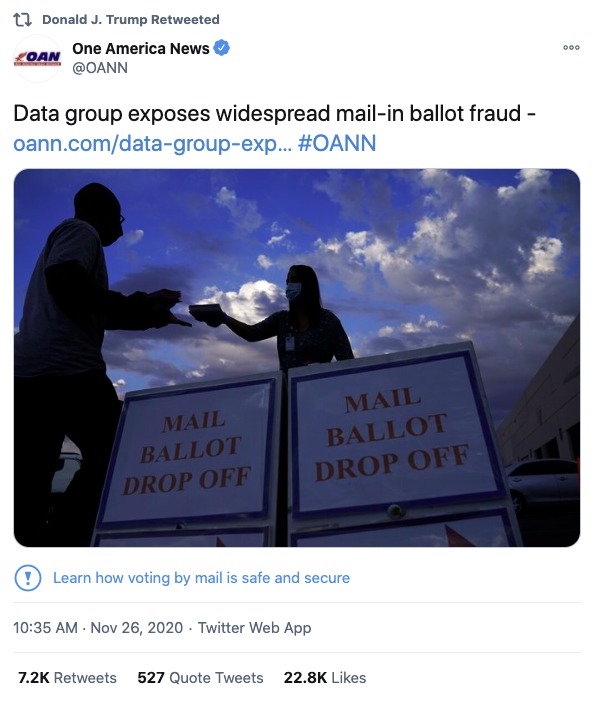 Donald J. Trump Retweeted
OAN
One America News
@OANN
Data group exposes widespread mail-in ballot fraud -
oann.com/data-group-exp... #OANN
MAIL
BALLOT
DROP OFF
MAIL
BALLOT
DROP OFF
Learn how voting by mail is safe and secure
10:35 AM · Nov 26, 2020 · Twitter Web App
7.2K Retweets 527 Quote Tweets 22.8K Likes